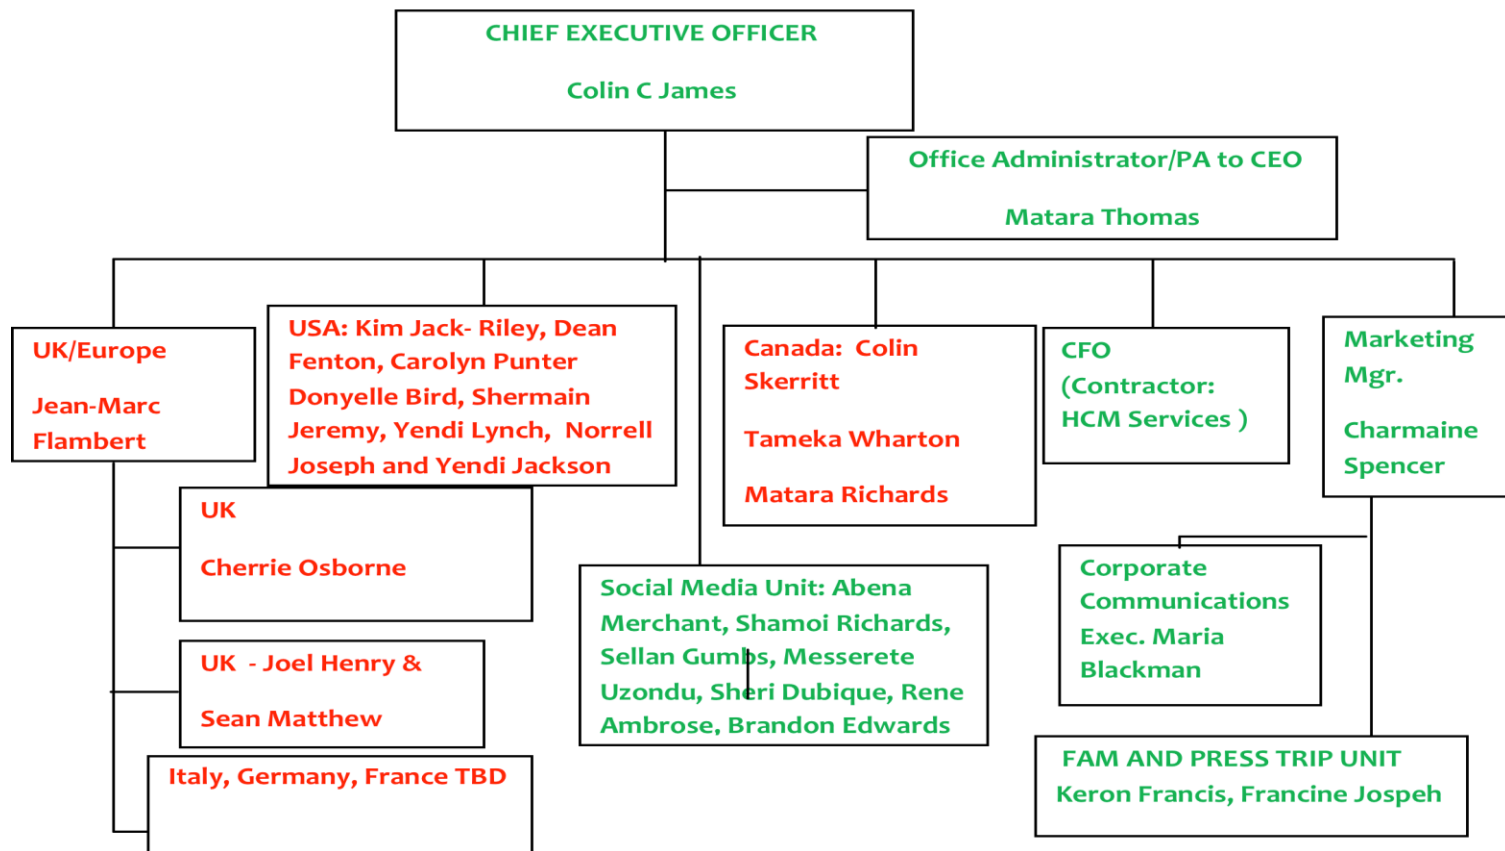 CHIEF EXECUTIVE OFFICER
Colin C James
Office Administrator/PA to CEO
Matara Thomas
UK/Europe
Jean-Marc
Flambert
USA: Kim Jack- Riley, Dean
Fenton, Carolyn Punter
Donyelle Bird, Shermain
Jeremy, Yendi Lynch, Norrell
Joseph and Yendi Jackson
Canada: Colin
Skerritt
Tameka Wharton
Matara Richards
CFO
(Contractor:
HCM Services )
Marketing
Mgr.
Charmaine
Spencer
UK
Cherrie Osborne
UK - Joel Henry &
Sean Matthew
Italy, Germany, France TBD
Social Media Unit: Abena
Merchant, Shamoi Richards,
Sellan Gumbs, Messerete
Uzondu, Sheri Dubique, Rene
Ambrose, Brandon Edwards
Corporate
Communications
Exec. Maria
Blackman
FAM AND PRESS TRIP UNIT
Keron Francis, Francine Jospeh